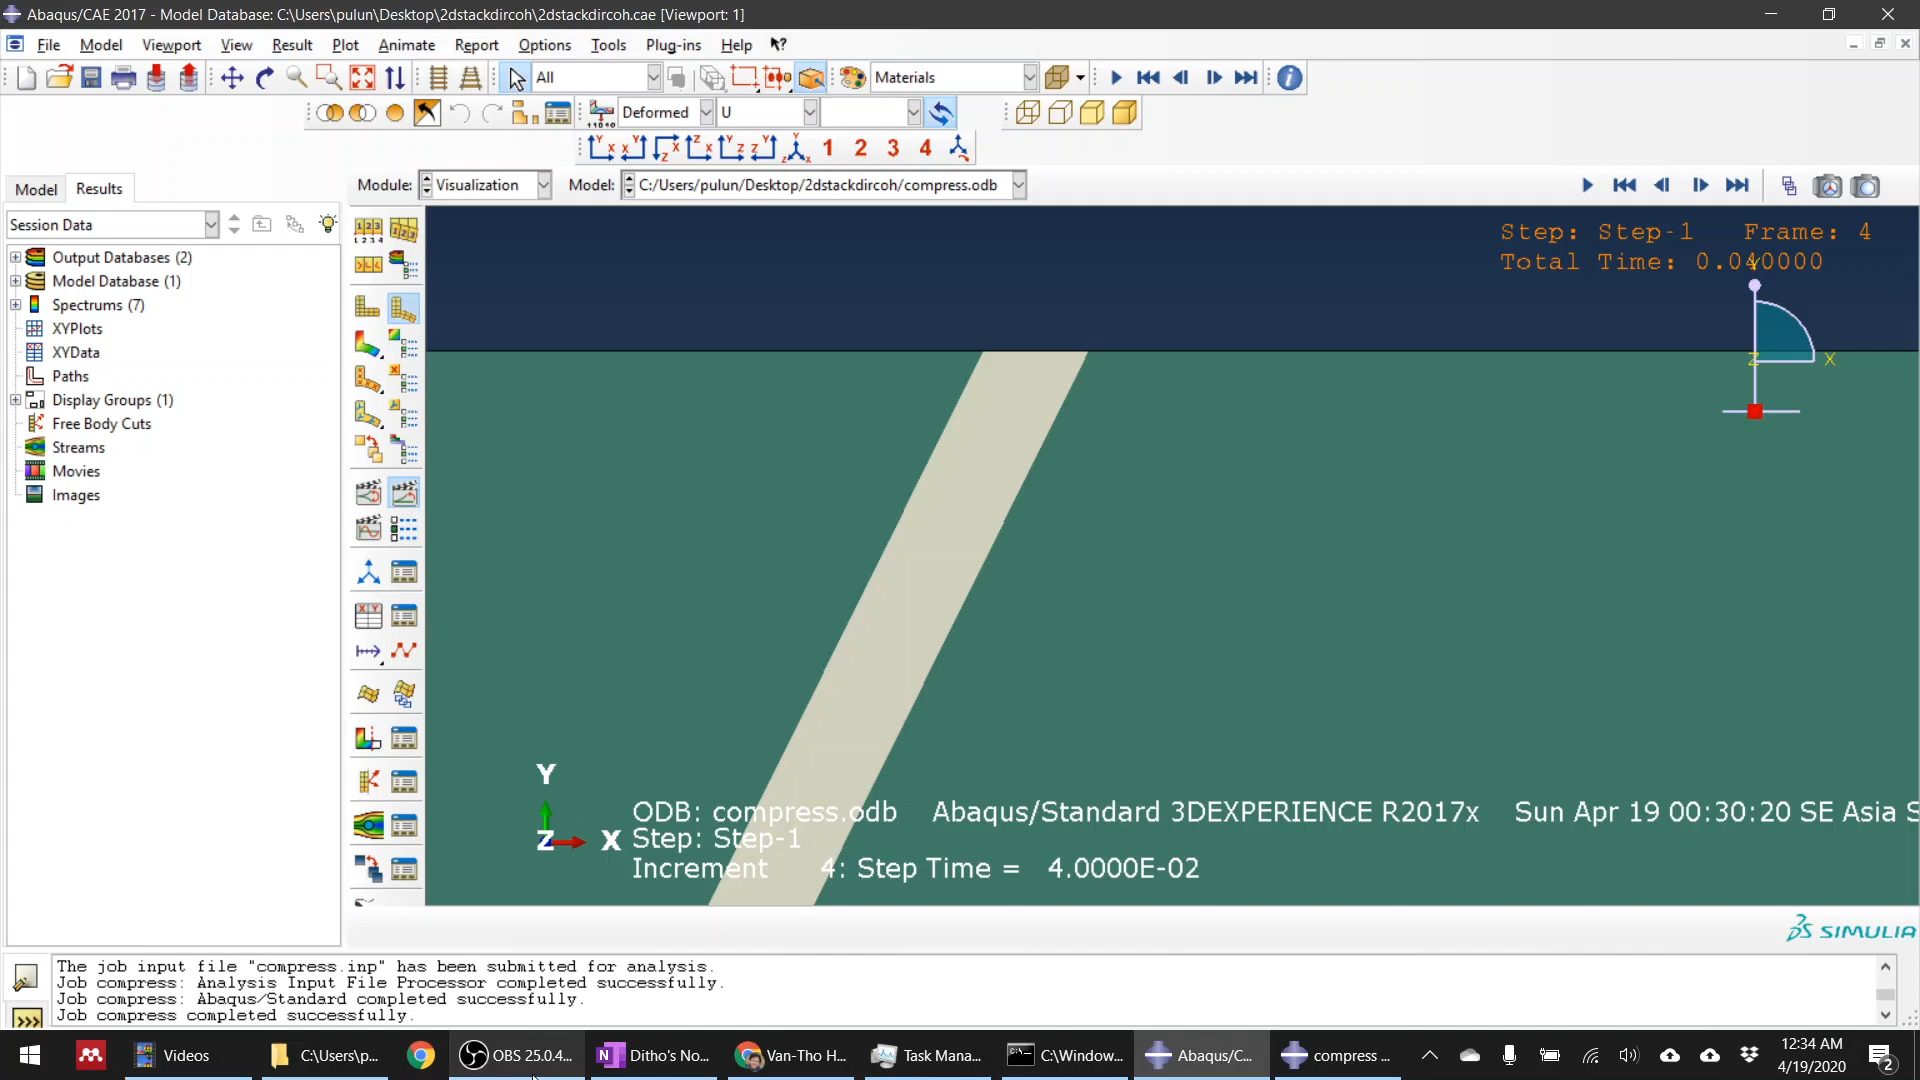 Abaqus/CAE 2017 - Model Database: C:\Users\pulun\Desktop\2dstackdircoh\2dstackdircoh.cae [Viewport: 1]
File Model Viewport View Result Plot Animate Report Options Tools Plug-ins Help
All Materials
Deformed U
1 2 3 4
Model Results
Module: Visualization Model: C:/Users/pulun/Desktop/2dstackdircoh/compress.odb
Session Data
Output Databases (2)
Model Database (1)
Spectrums (7)
XYPlots
XYData
Paths
Display Groups (1)
Free Body Cuts
Streams
Movies
Images
Step: Step-1 Frame: 4
Total Time: 0.040000
Y
Z X
Y
Z X
ODB: compress.odb Abaqus/Standard 3DEXPERIENCE R2017x Sun Apr 19 00:30:20 SE Asia S
Step: Step-1
Increment 4: Step Time = 4.0000E-02
SIMULIA
The job input file "compress.inp" has been submitted for analysis.
Job compress: Analysis Input File Processor completed successfully.
Job compress: Abaqus/Standard completed successfully.
Job compress completed successfully.
>>>
Videos C:\Users\p... OBS 25.0.4... Ditho's No... Van-Tho H... Task Mana... C:\Window... Abaqus/C... compress ...
12:34 AM
4/19/2020
2